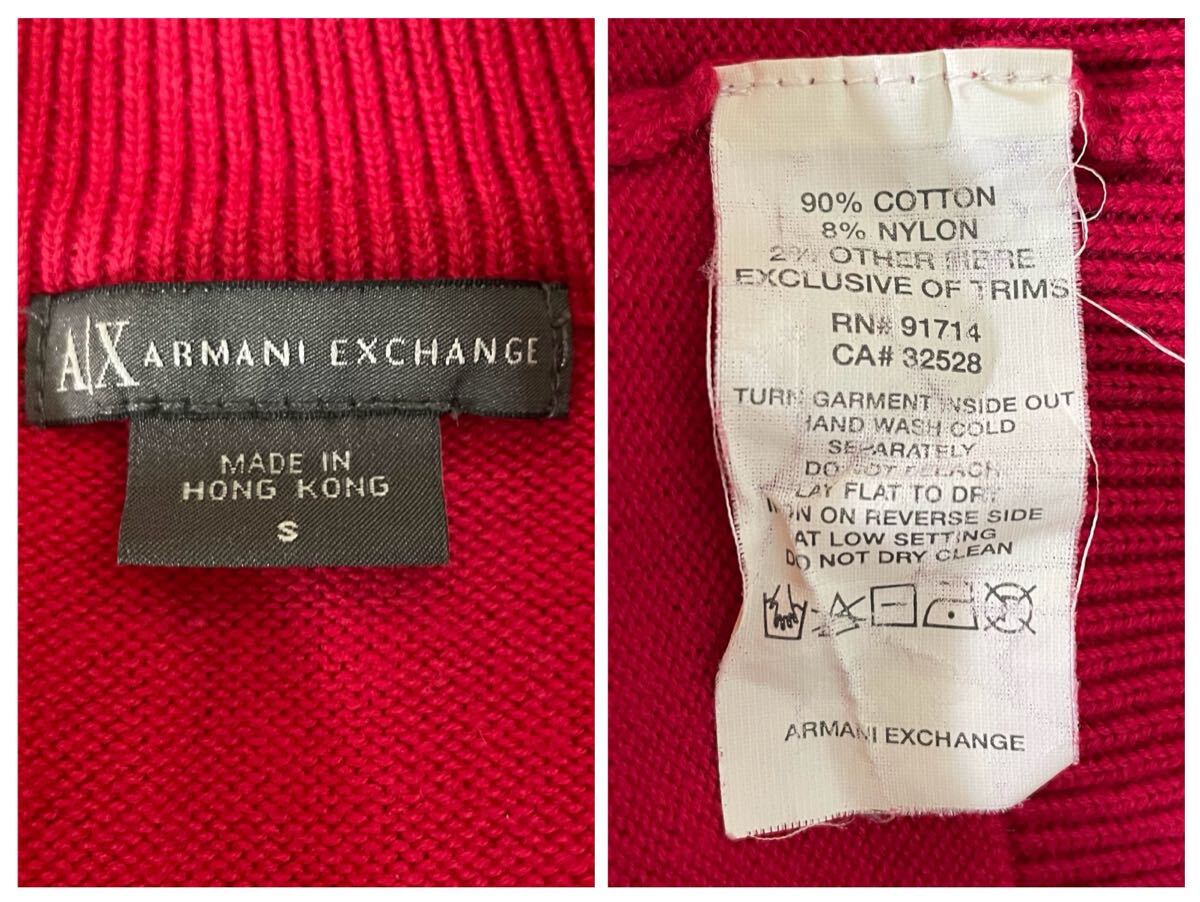 A|X ARMANI EXCHANGE
MADE IN
HONG KONG
S
90% COTTON
8% NYLON
2% OTHER FIBRE
EXCLUSIVE OF TRIMS
RN# 91714
CA# 32528
TURN GARMENT INSIDE OUT
HAND WASH COLD
SEPARATELY
DO NOT BLEACH
LAY FLAT TO DRY
IRON ON REVERSE SIDE
AT LOW SETTING
DO NOT DRY CLEAN
ARMANI EXCHANGE